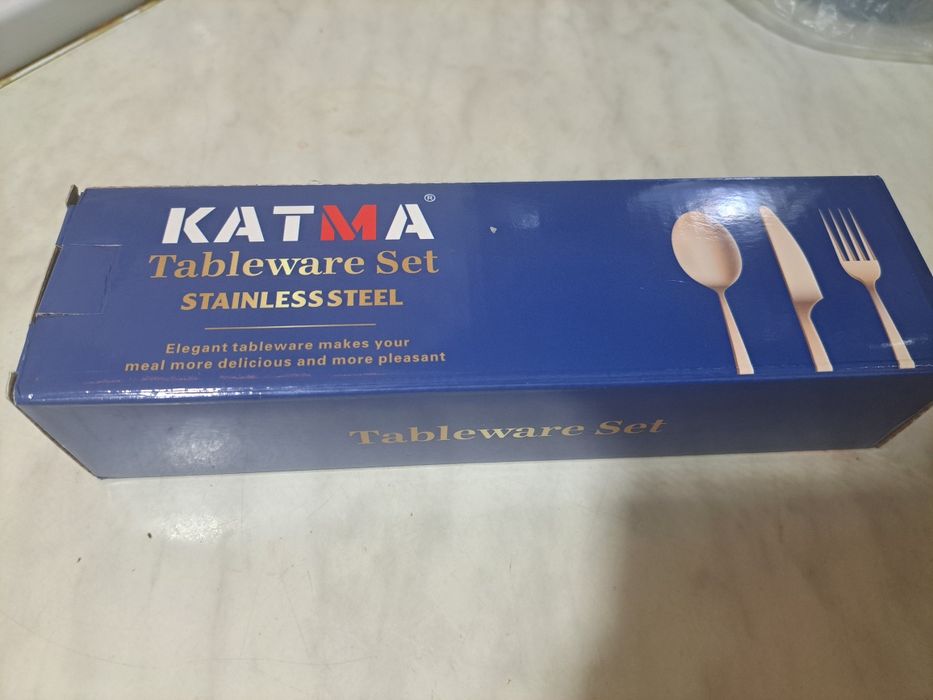 KATMA®
Tableware Set
STAINLESS STEEL
Elegant tableware makes your
meal more delicious and more pleasant
Tableware Set